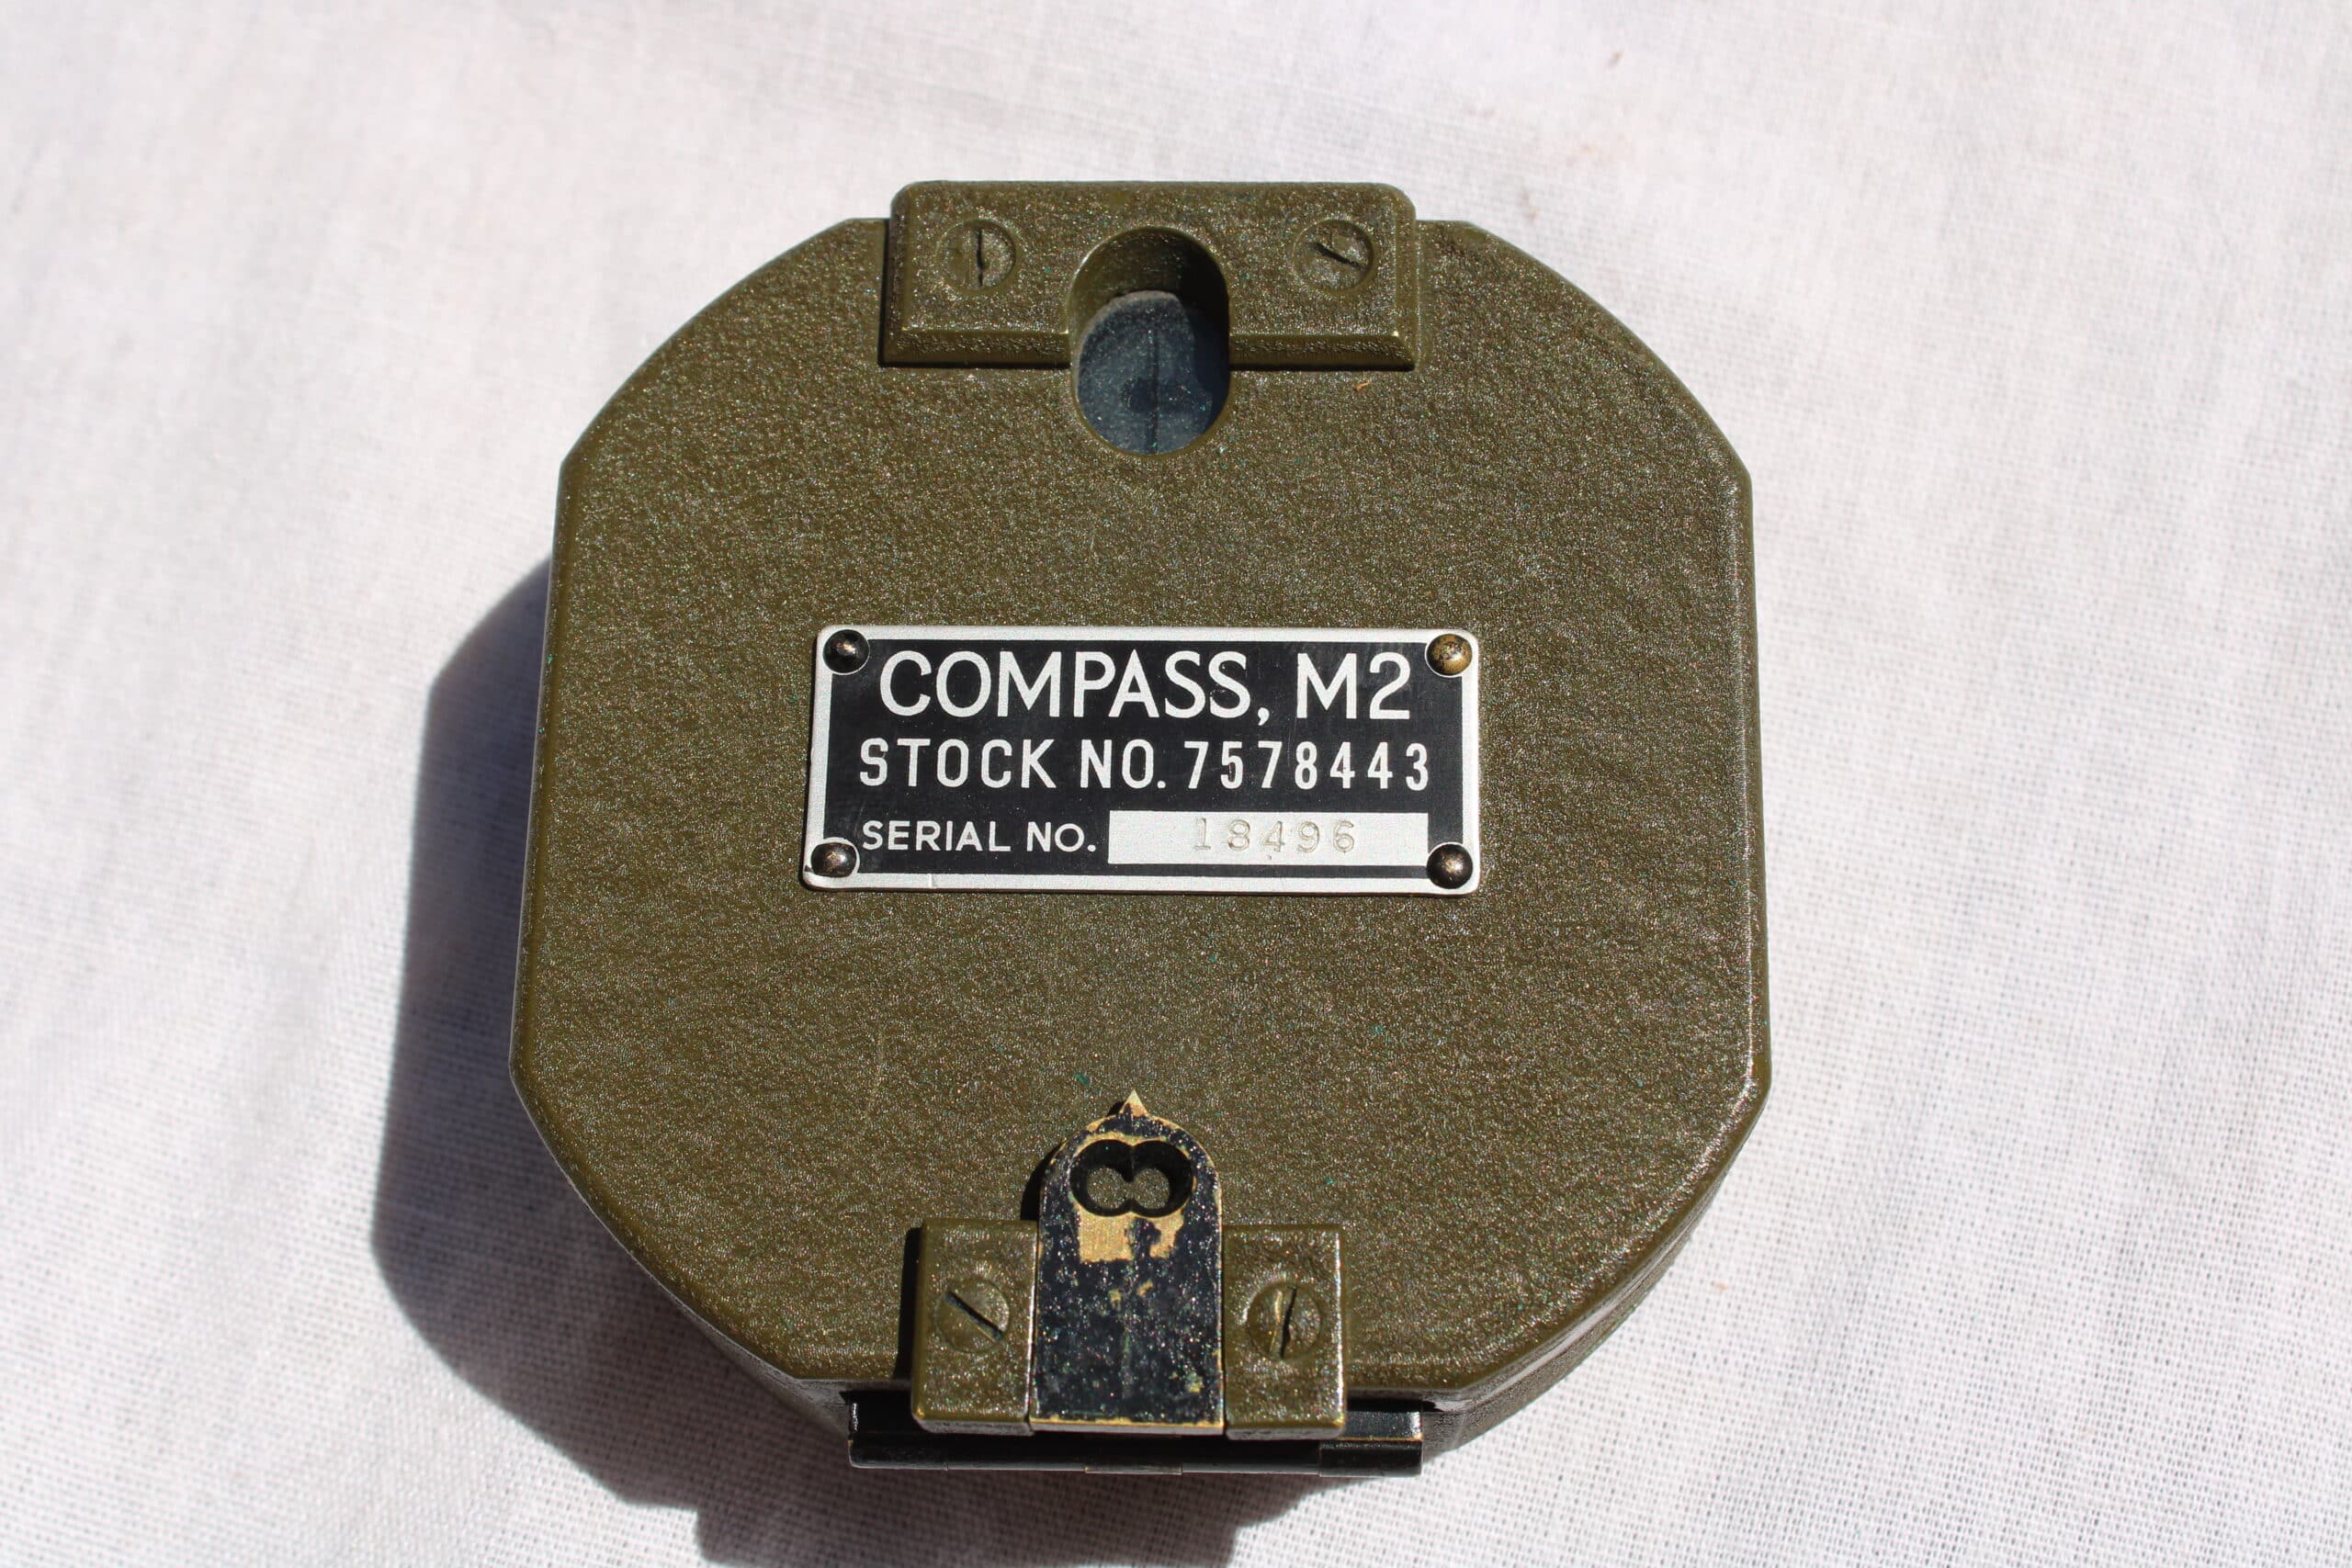 COMPASS, M2
STOCK NO. 7578443
SERIAL NO. 18496